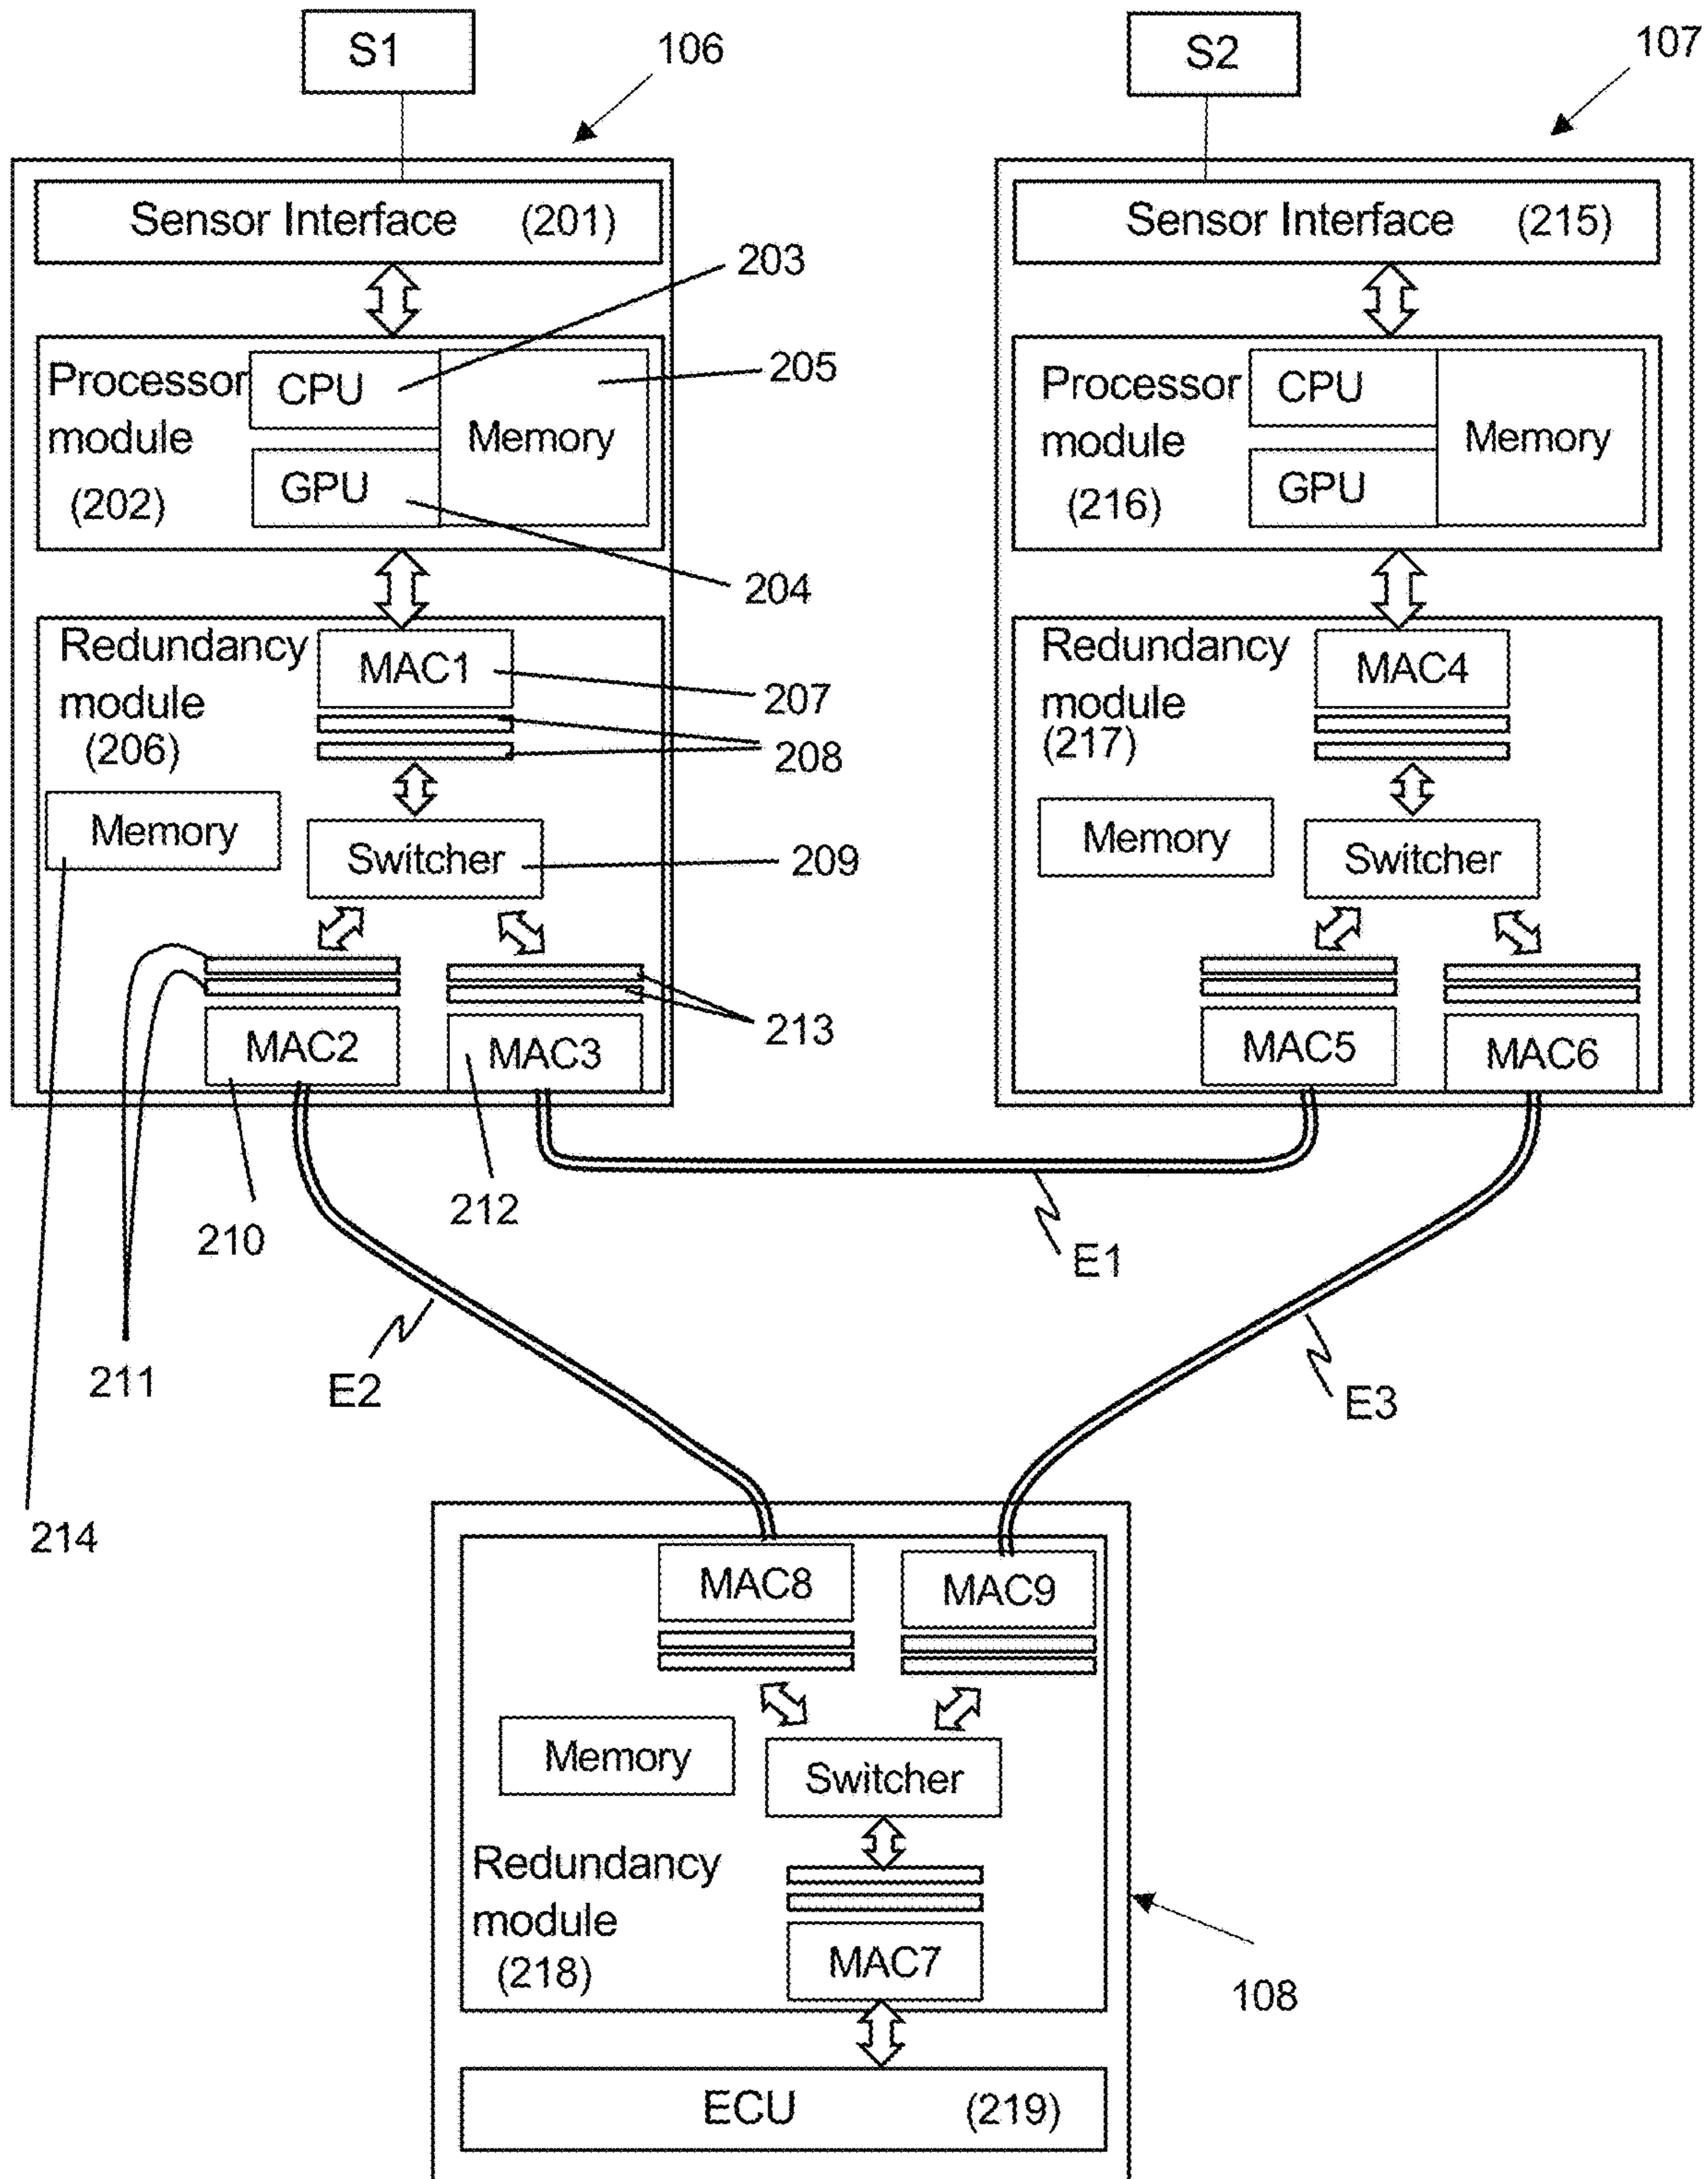 S1
106
S2
107
Sensor Interface (201)
Sensor Interface (215)
203
Processor
module
(202)
CPU
GPU
Memory
205
Processor
module
(216)
CPU
GPU
Memory
204
Redundancy
module
(206)
MAC1
207
208
Redundancy
module
(217)
MAC4
Memory
Switcher
209
Memory
Switcher
213
MAC2
MAC3
MAC5
MAC6
210
212
E1
211
E2
E3
214
MAC8
MAC9
Memory
Switcher
Redundancy
module
(218)
MAC7
108
ECU (219)